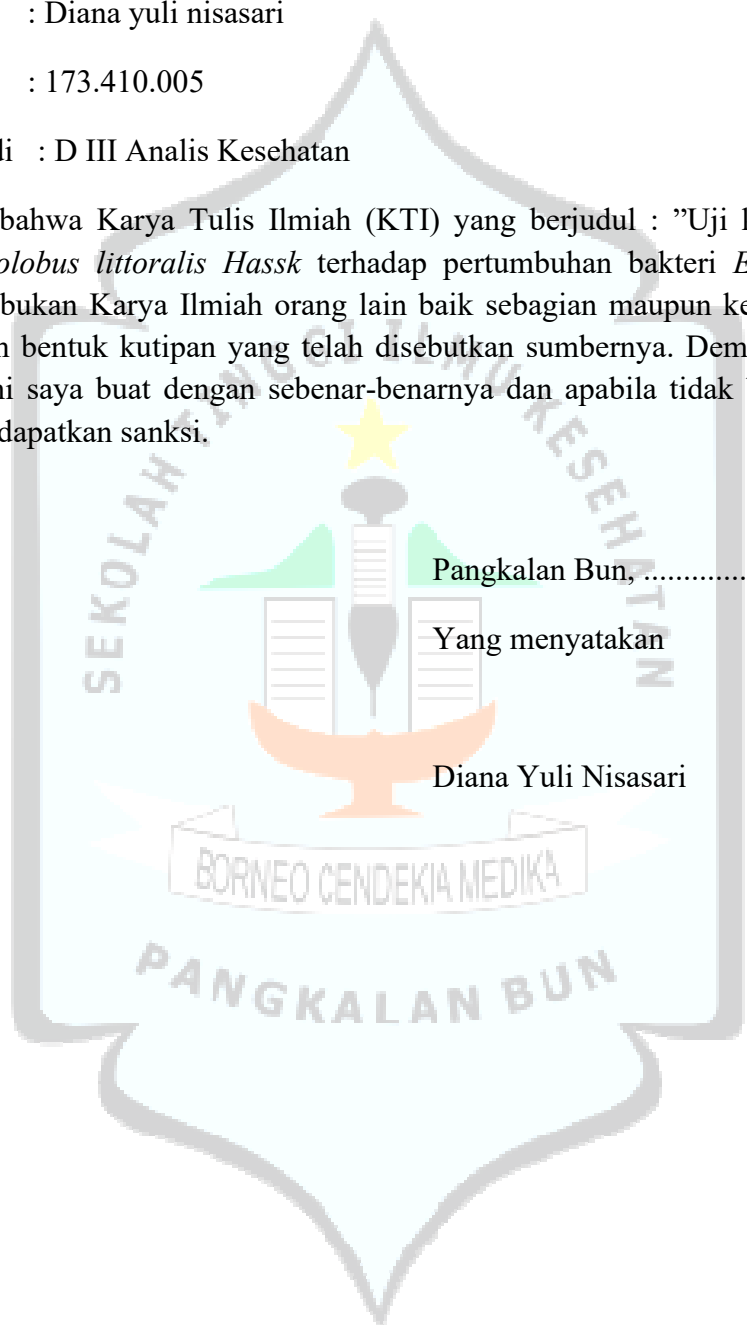 : Diana yuli nisasari
: 173.410.005
di : D III Analis Kesehatan
bahwa Karya Tulis Ilmiah (KTI) yang berjudul : ”Uji
olobus littoralis Hassk terhadap pertumbuhan bakteri
bukan Karya Ilmiah orang lain baik sebagian maupun ke
bentuk kutipan yang telah disebutkan sumbernya. Dem
ni saya buat dengan sebenar-benarnya dan apabila tidak
dapatkan sanksi.
SEKOLAH TINGGI ILMU KESEHATAN
Pangkalan Bun, .............
Yang menyatakan
Diana Yuli Nisasari
BORNEO CENDEKIA MEDIKA
PANGKALAN BUN